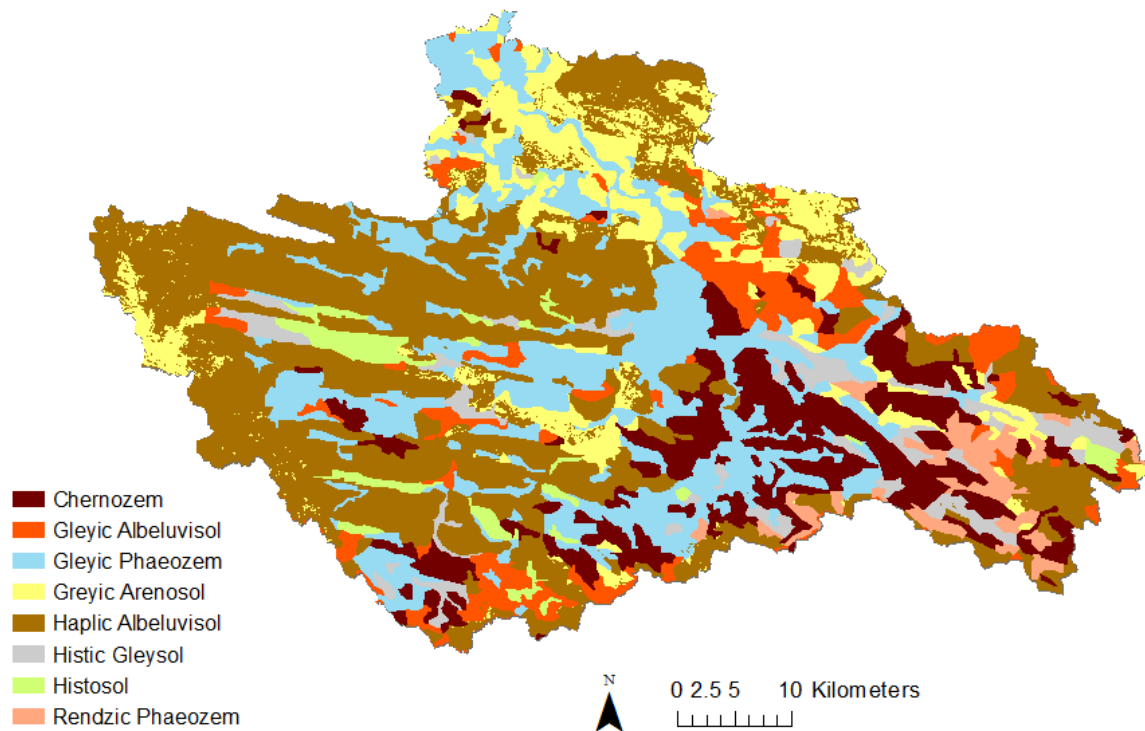 Chernozem
Gleyic Albeluvisol
Gleyic Phaeozem
Greyic Arenosol
Haplic Albeluvisol
Histic Gleysol
Histosol
Rendzic Phaeozem
N
0 2.5 5 10 Kilometers